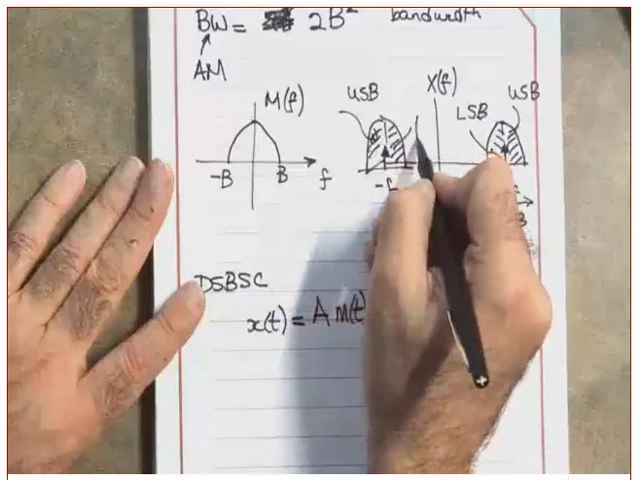 BW = 2B bandwidth
AM
M(f)
-B B f
USB X(f) LSB USB
-f
DSBSC
x(t) = A m(t)